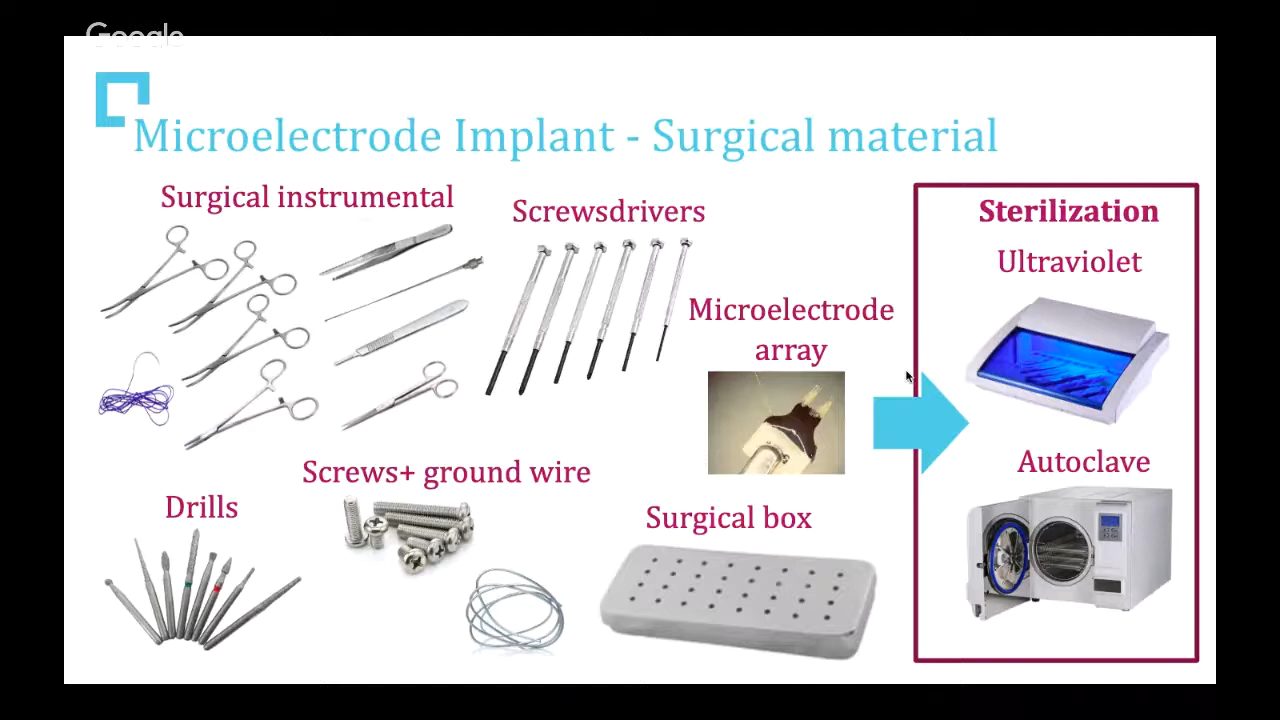 Google
Microelectrode Implant - Surgical material
Surgical instrumental
Screwsdrivers
Sterilization
Ultraviolet
Microelectrode
array
Autoclave
Screws+ ground wire
Drills
Surgical box